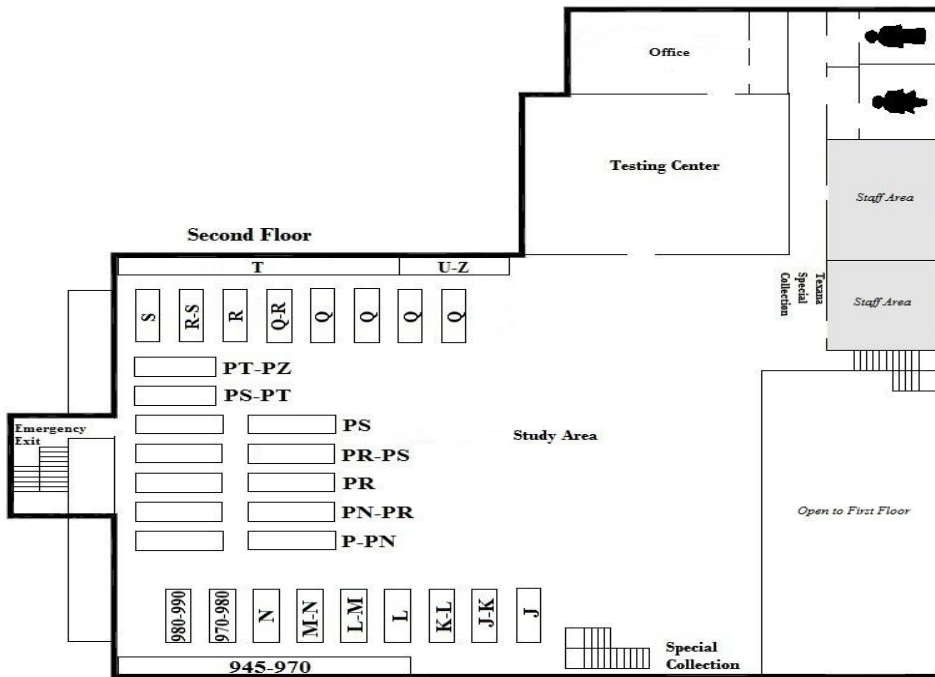 Office
Testing Center
Staff Area
Second Floor
T
U-Z
Texana
Special
Collection
Staff Area
S
R-S
R
Q-R
Q
Q
Q
Q
PT-PZ
PS-PT
Emergency
Exit
PS
Study Area
PR-PS
PR
PN-PR
Open to First Floor
P-PN
980-990
970-980
N
M-N
L-M
L
K-L
J-K
J
Special
Collection
945-970